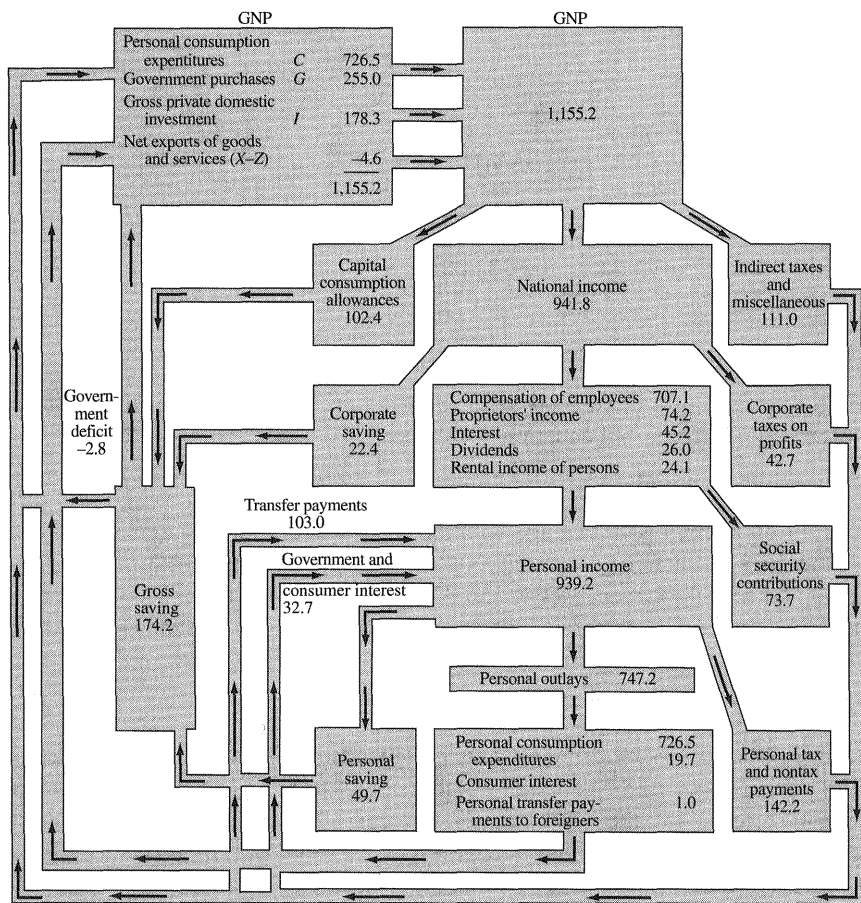 GNP
GNP
Personal consumption
expentitures C 726.5
Government purchases G 255.0
Gross private domestic
investment I 178.3
Net exports of goods
and services (X–Z) –4.6
1,155.2
1,155.2
Capital
consumption
allowances
102.4
National income
941.8
Indirect taxes
and
miscellaneous
111.0
Govern-
ment
deficit
–2.8
Corporate
saving
22.4
Compensation of employees 707.1
Proprietors' income 74.2
Interest 45.2
Dividends 26.0
Rental income of persons 24.1
Corporate
taxes on
profits
42.7
Transfer payments
103.0
Government and
consumer interest
32.7
Personal income
939.2
Social
security
contributions
73.7
Gross
saving
174.2
Personal outlays 747.2
Personal
saving
49.7
Personal consumption 726.5
expenditures 19.7
Consumer interest
Personal transfer pay- 1.0
ments to foreigners
Personal tax
and nontax
payments
142.2